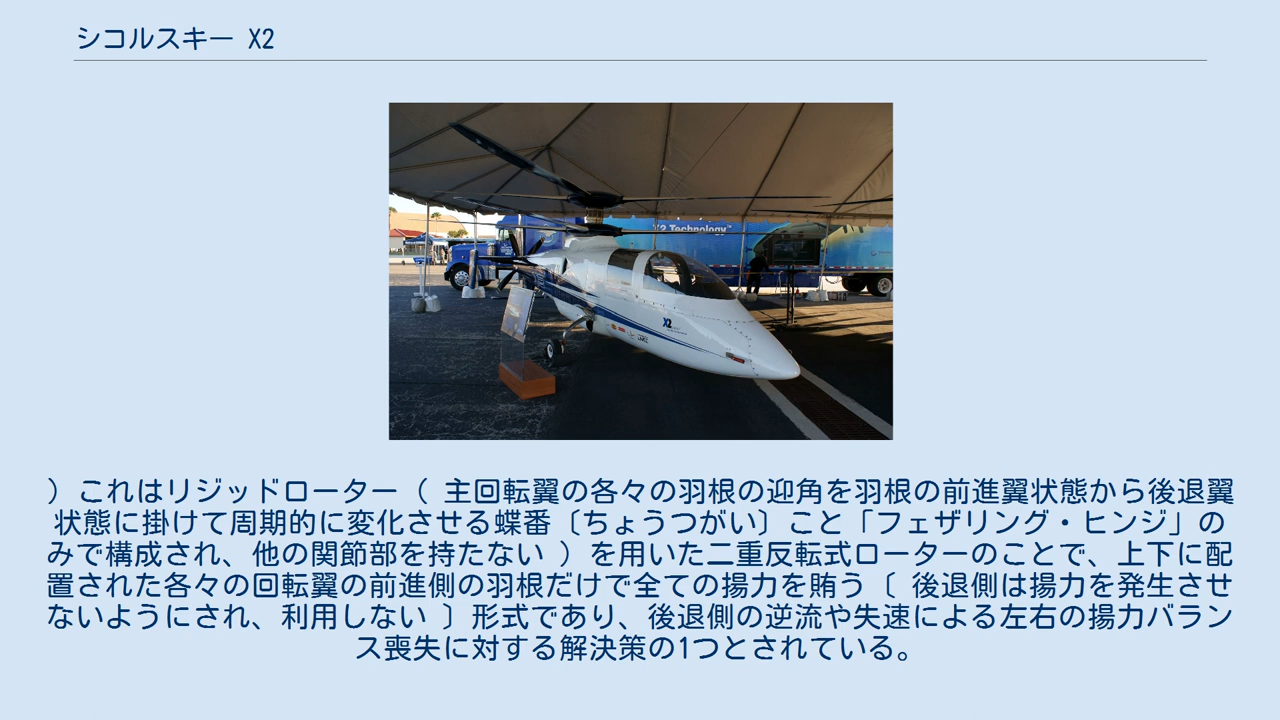 シコルスキー X2
X2 Technology™
X2
）これはリジッドローター（ 主回転翼の各々の羽根の迎角を羽根の前進翼状態から後退翼
状態に掛けて周期的に変化させる蝶番〔ちょうつがい〕こと「フェザリング・ヒンジ」の
みで構成され、他の関節部を持たない ）を用いた二重反転式ローターのことで、上下に配
置された各々の回転翼の前進側の羽根だけで全ての揚力を賄う〔 後退側は揚力を発生させ
ないようにされ、利用しない 〕形式であり、後退側の逆流や失速による左右の揚力バラン
ス喪失に対する解決策の1つとされている。